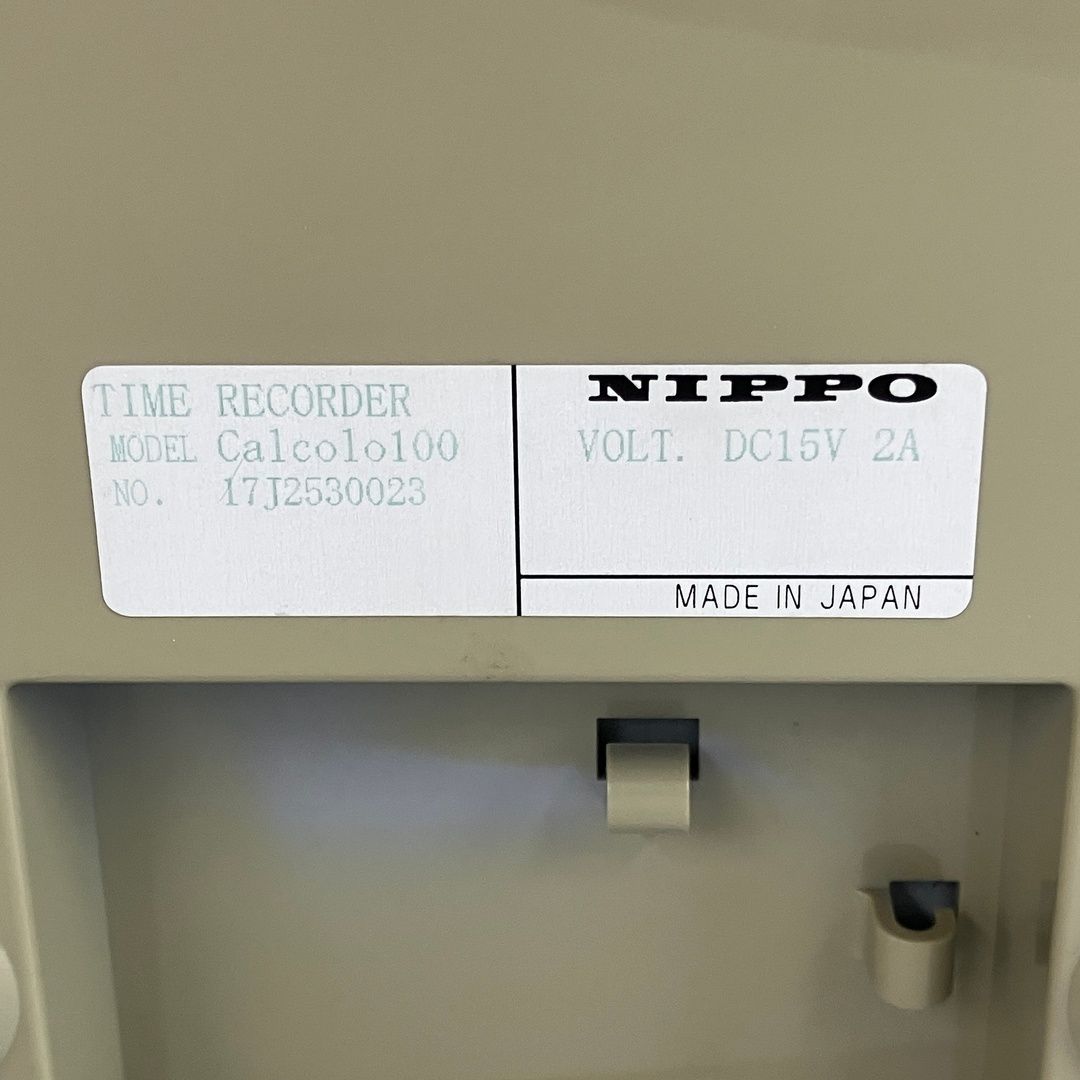 TIME RECORDER
MODEL Calcolo100
NO. 17J2530023
NIPPO
VOLT. DC15V 2A
MADE IN JAPAN